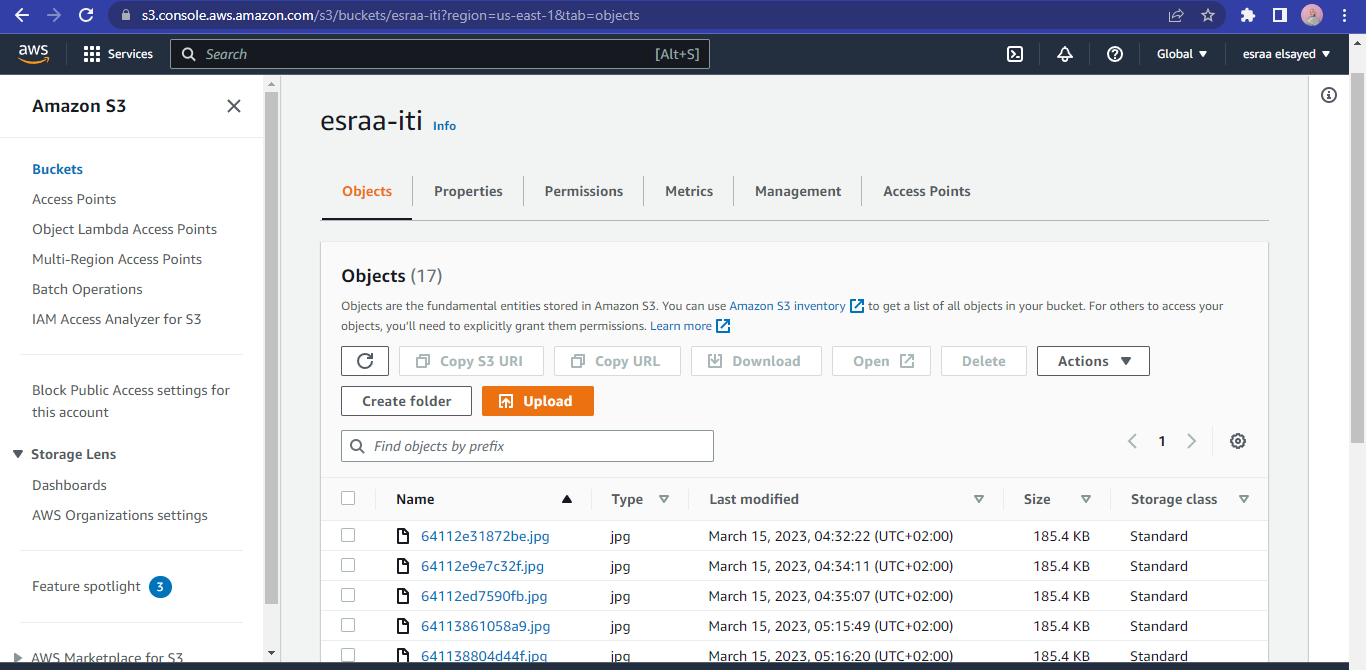 s3.console.aws.amazon.com/s3/buckets/esraa-iti?region=us-east-1&tab=objects
aws Services Search [Alt+S] Global esraa elsayed
Amazon S3
Buckets
Access Points
Object Lambda Access Points
Multi-Region Access Points
Batch Operations
IAM Access Analyzer for S3
Block Public Access settings for
this account
Storage Lens
Dashboards
AWS Organizations settings
Feature spotlight 3
AWS Marketplace for S3
esraa-iti Info
Objects Properties Permissions Metrics Management Access Points
Objects (17)
Objects are the fundamental entities stored in Amazon S3. You can use Amazon S3 inventory to get a list of all objects in your bucket. For others to access your
objects, you'll need to explicitly grant them permissions. Learn more
Copy S3 URI Copy URL Download Open Delete Actions
Create folder Upload
Find objects by prefix 1
Name Type Last modified Size Storage class
64112e31872be.jpg jpg March 15, 2023, 04:32:22 (UTC+02:00) 185.4 KB Standard
64112e9e7c32f.jpg jpg March 15, 2023, 04:34:11 (UTC+02:00) 185.4 KB Standard
64112ed7590fb.jpg jpg March 15, 2023, 04:35:07 (UTC+02:00) 185.4 KB Standard
64113861058a9.jpg jpg March 15, 2023, 05:15:49 (UTC+02:00) 185.4 KB Standard
641138804d44f.jpg jpg March 15, 2023, 05:16:20 (UTC+02:00) 185.4 KB Standard